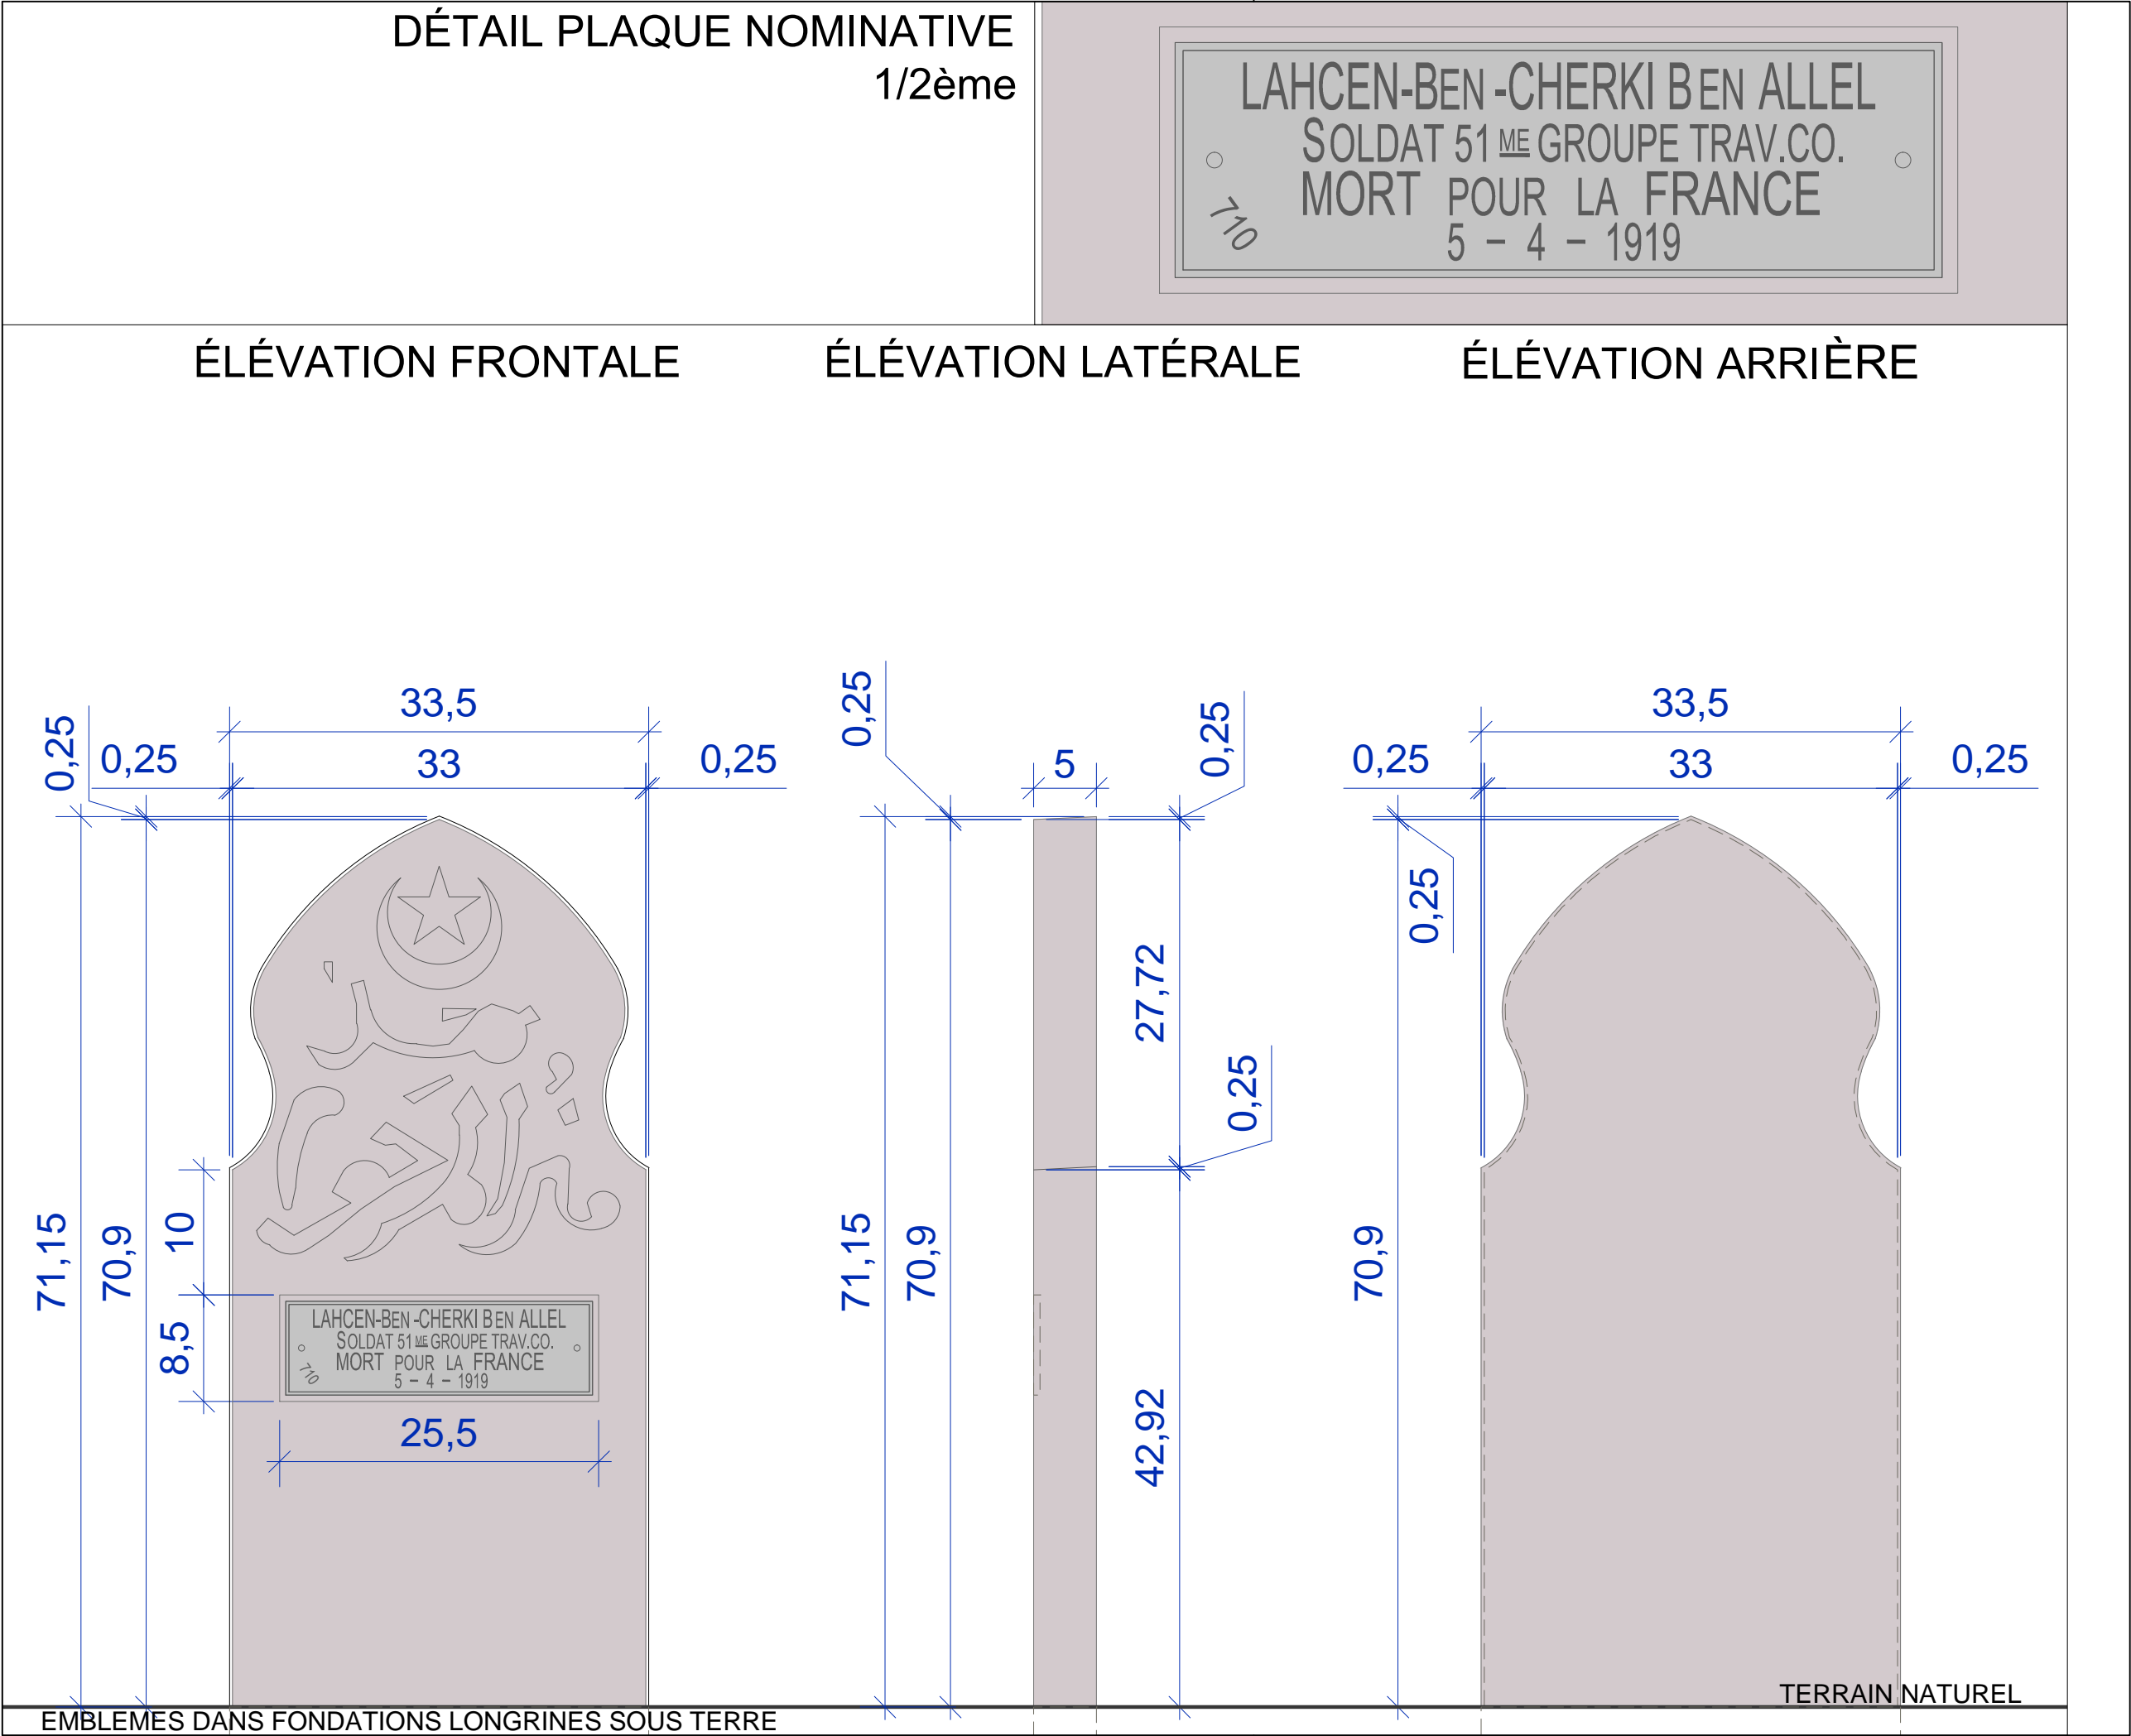 DÉTAIL PLAQUE NOMINATIVE
1/2ème
LAHCEN-BEN-CHERKI BEN ALLEL
SOLDAT 51ME GROUPE TRAV.CO.
MORT POUR LA FRANCE
5 - 4 - 1919
710
ÉLÉVATION FRONTALE
ÉLÉVATION LATÉRALE
ÉLÉVATION ARRIÈRE
33,5
0,25
0,25
33
0,25
71,15
70,9
10
8,5
LAHCEN-BEN-CHERKI BEN ALLEL
SOLDAT 51ME GROUPE TRAV.CO.
MORT POUR LA FRANCE
5 - 4 - 1919
710
25,5
0,25
5
0,25
27,72
0,25
71,15
70,9
42,92
33,5
0,25
33
0,25
0,25
70,9
TERRAIN NATUREL
EMBLEMES DANS FONDATIONS LONGRINES SOUS TERRE